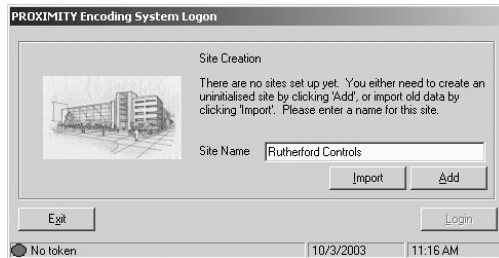 PROXIMITY Encoding System Logon
Site Creation
There are no sites set up yet. You either need to create an
uninitialised site by clicking 'Add', or import old data by
clicking 'Import'. Please enter a name for this site.
Site Name Rutherford Controls
Import Add
Exit Login
No token 10/3/2003 11:16 AM